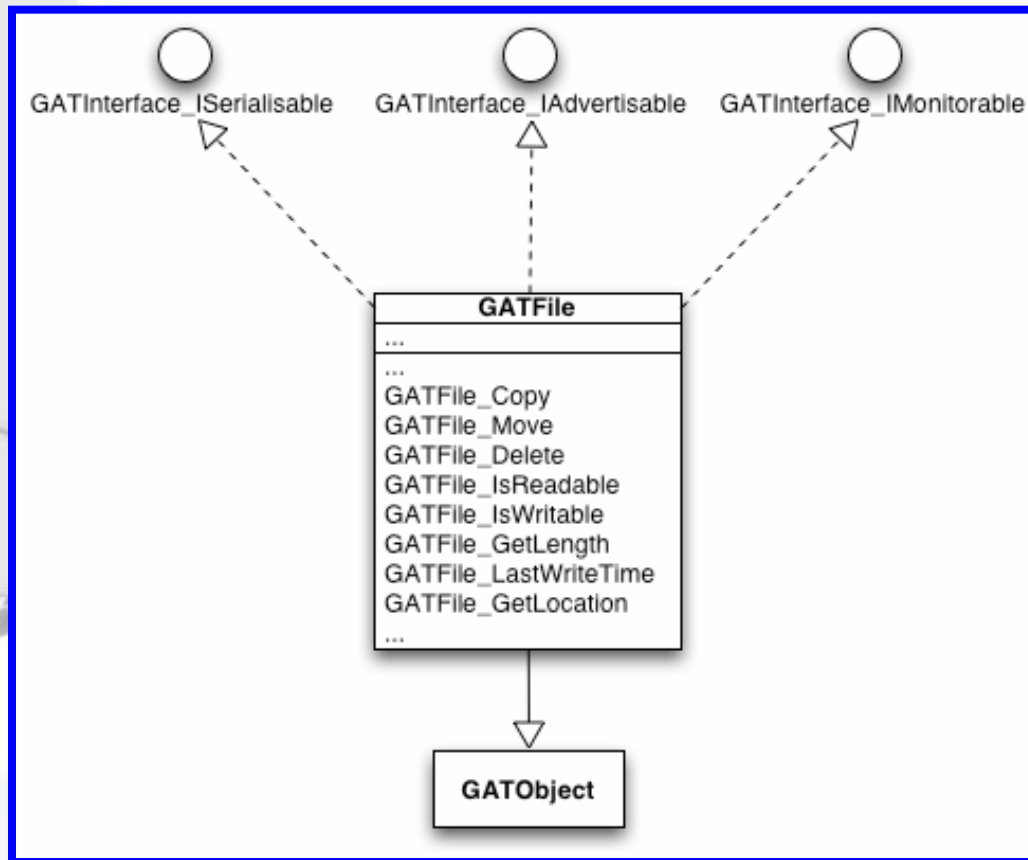 GATInterface_ISerialisable GATInterface_IAdvertisable GATInterface_IMonitorable
GATFile
...
...
GATFile_Copy
GATFile_Move
GATFile_Delete
GATFile_IsReadable
GATFile_IsWritable
GATFile_GetLength
GATFile_LastWriteTime
GATFile_GetLocation
...
GATObject